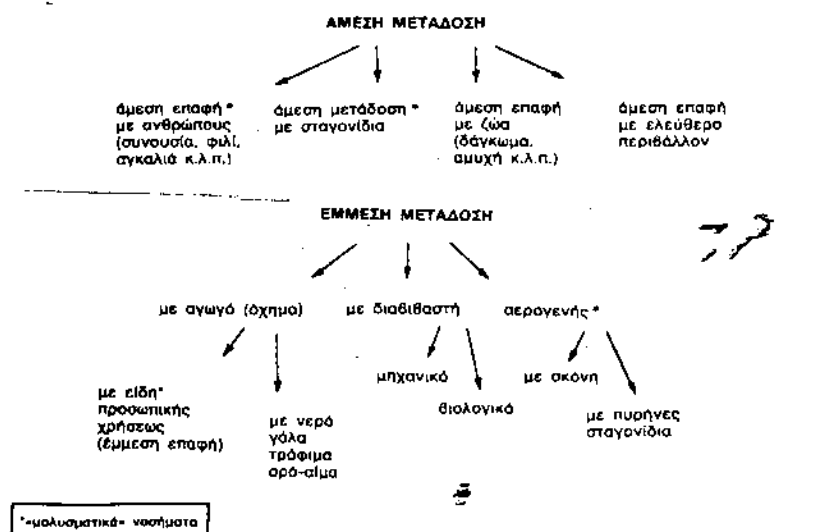 ΑΜΕΣΗ ΜΕΤΑΔΟΣΗ
άμεση επαφή*
με ανθρώπους
(συνουσία, φιλί,
αγκαλιά κ.λ.π.)
άμεση μετάδοση*
με σταγονίδια
άμεση επαφή
με ζώα
(δάγκωμα,
αμυχή κ.λ.π.)
άμεση επαφή
με ελεύθερο
περιβάλλον
ΕΜΜΕΣΗ ΜΕΤΑΔΟΣΗ
με αγωγό (όχημα)
με διαβιβαστή
αερογενής*
με είδη*
προσωπικής
χρήσεως
(έμμεση επαφή)
με νερό
γάλα
τρόφιμα
ορό-αίμα
μηχανικό
βιολογικό
με σκόνη
με πυρήνες
σταγονίδια
*«μολυσματικά» νοσήματα